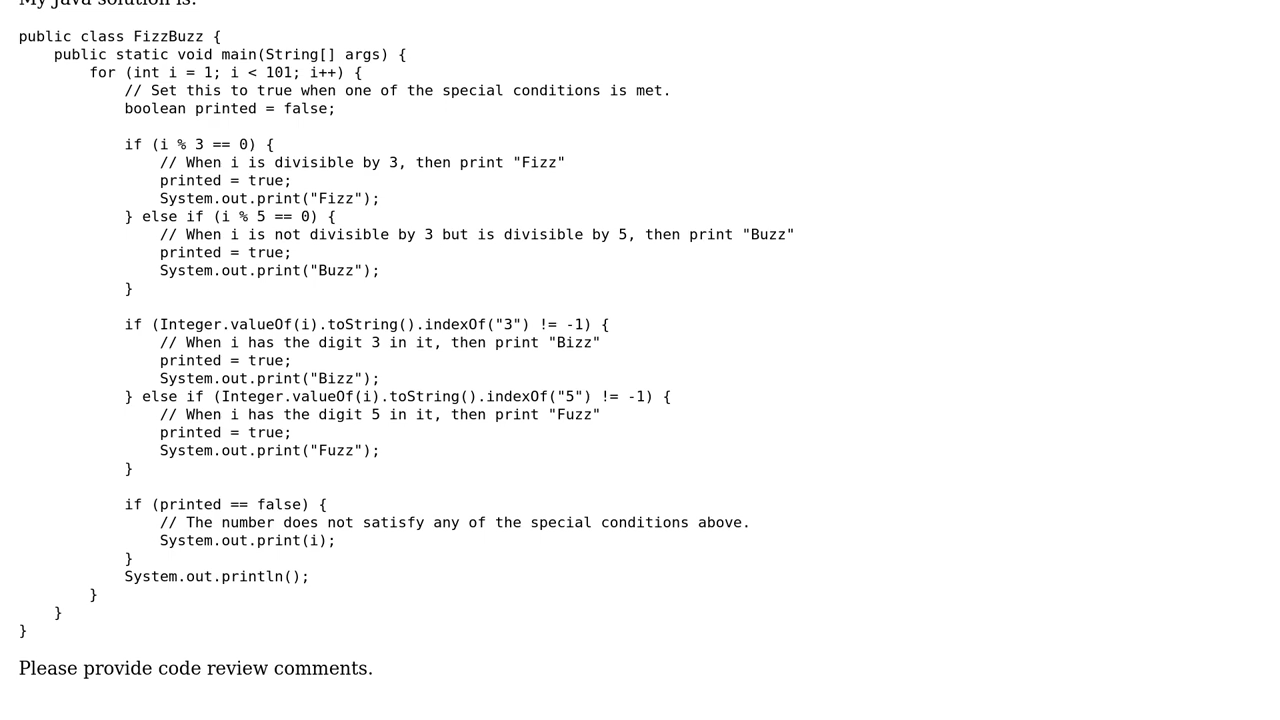 My Java solution is:
public class FizzBuzz {
    public static void main(String[] args) {
        for (int i = 1; i < 101; i++) {
            // Set this to true when one of the special conditions is met.
            boolean printed = false;

            if (i % 3 == 0) {
                // When i is divisible by 3, then print "Fizz"
                printed = true;
                System.out.print("Fizz");
            } else if (i % 5 == 0) {
                // When i is not divisible by 3 but is divisible by 5, then print "Buzz"
                printed = true;
                System.out.print("Buzz");
            }

            if (Integer.valueOf(i).toString().indexOf("3") != -1) {
                // When i has the digit 3 in it, then print "Bizz"
                printed = true;
                System.out.print("Bizz");
            } else if (Integer.valueOf(i).toString().indexOf("5") != -1) {
                // When i has the digit 5 in it, then print "Fuzz"
                printed = true;
                System.out.print("Fuzz");
            }

            if (printed == false) {
                // The number does not satisfy any of the special conditions above.
                System.out.print(i);
            }
            System.out.println();
        }
    }
}
Please provide code review comments.